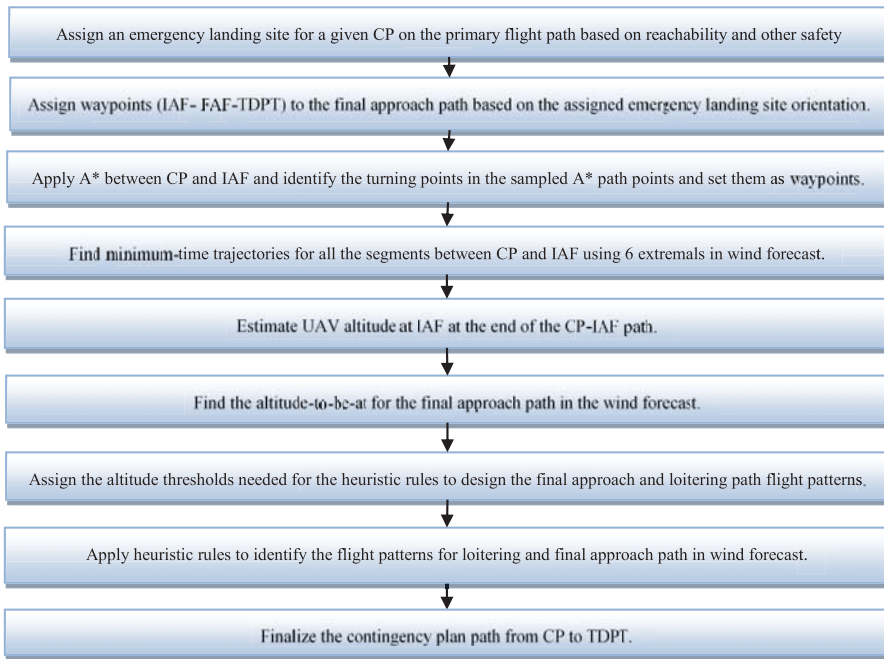 Assign an emergency landing site for a given CP on the primary flight path based on reachability and other safety
Assign waypoints (IAF- FAF-TDPT) to the final approach path based on the assigned emergency landing site orientation.
Apply A* between CP and IAF and identify the turning points in the sampled A* path points and set them as waypoints.
Find minimum-time trajectories for all the segments between CP and IAF using 6 extremals in wind forecast.
Estimate UAV altitude at IAF at the end of the CP-IAF path.
Find the altitude-to-be-at for the final approach path in the wind forecast.
Assign the altitude thresholds needed for the heuristic rules to design the final approach and loitering path flight patterns.
Apply heuristic rules to identify the flight patterns for loitering and final approach path in wind forecast.
Finalize the contingency plan path from CP to TDPT.